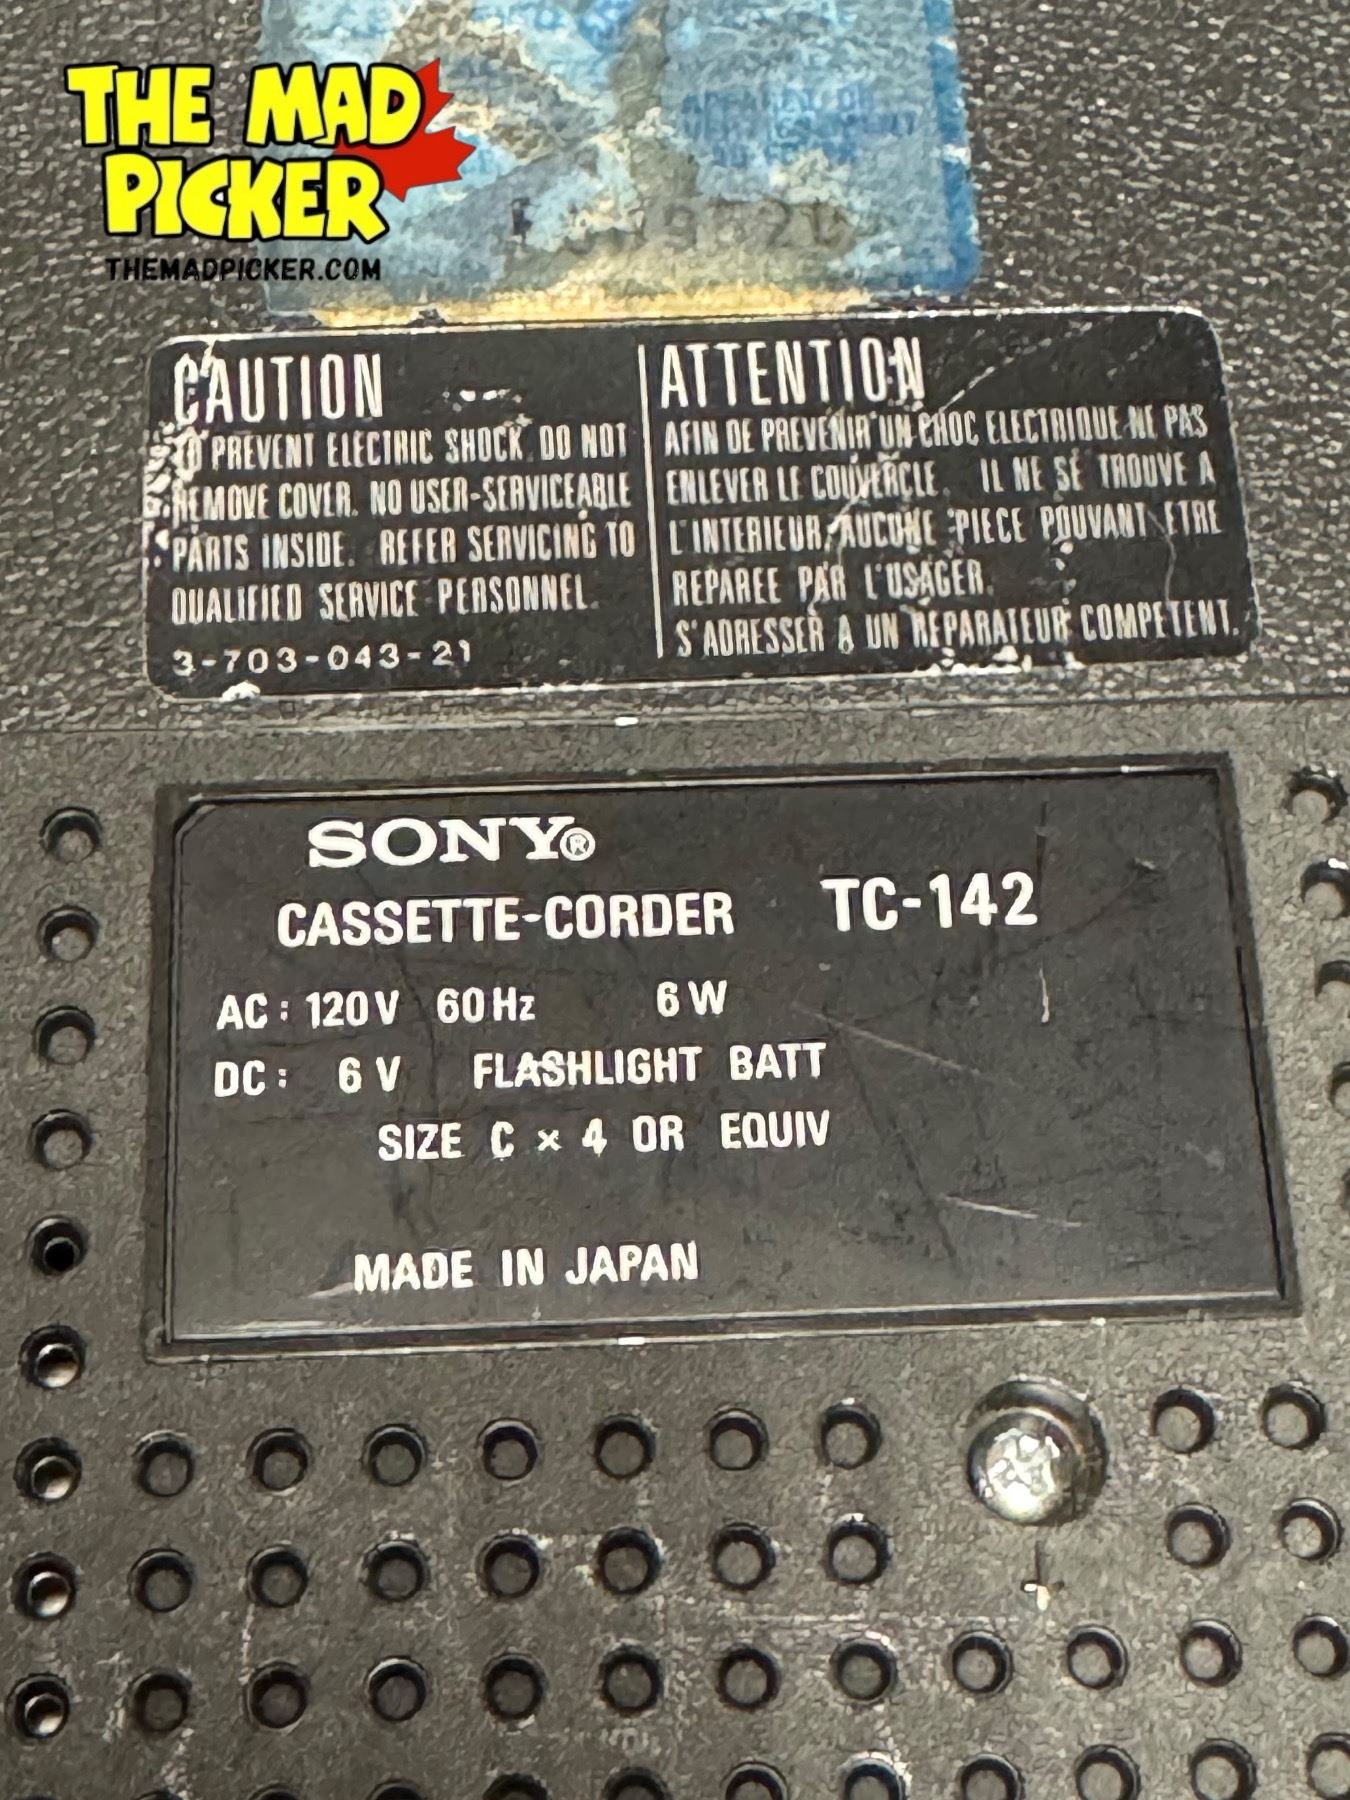 THE MAD
PICKER
THEMADPICKER.COM
CAUTION
TO PREVENT ELECTRIC SHOCK, DO NOT
REMOVE COVER. NO USER-SERVICEABLE
PARTS INSIDE. REFER SERVICING TO
QUALIFIED SERVICE PERSONNEL.
3-703-043-21
ATTENTION
AFIN DE PREVENIR UN CHOC ELECTRIQUE NE PAS
ENLEVER LE COUVERCLE. IL NE SE TROUVE A
L'INTERIEUR AUCUNE PIECE POUVANT ETRE
REPAREE PAR L'USAGER.
S'ADRESSER A UN REPARATEUR COMPETENT.
SONY®
CASSETTE-CORDER TC-142
AC: 120V 60Hz 6W
DC: 6V FLASHLIGHT BATT
SIZE C × 4 OR EQUIV
MADE IN JAPAN